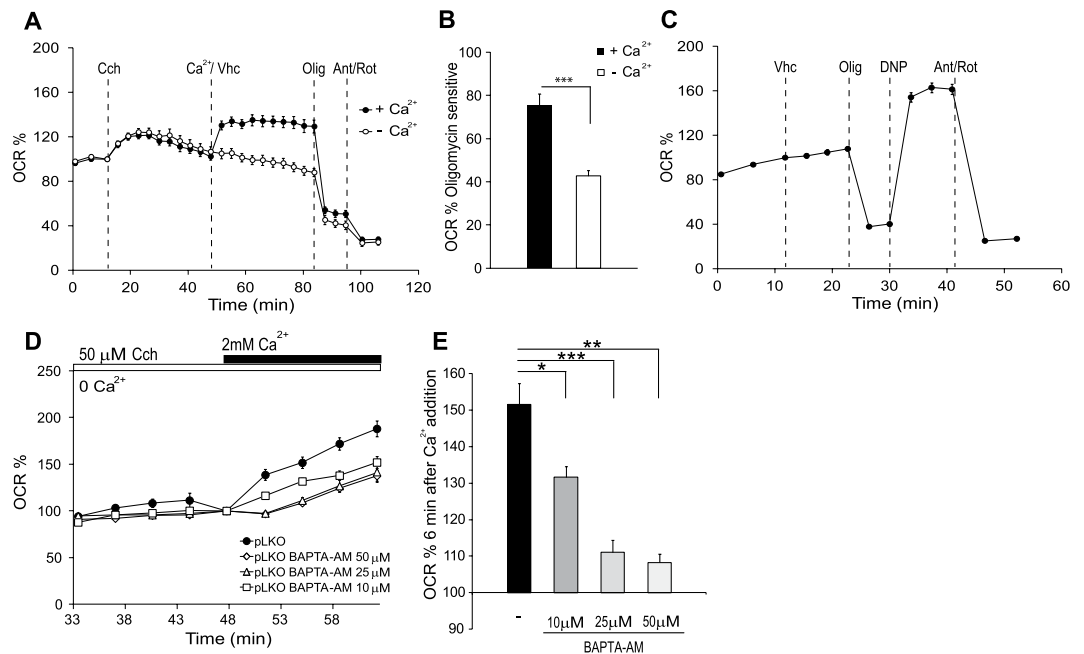 A
OCR %
200
160
120
80
40
0
Cch
Ca²⁺/ Vhc
Olig
Ant/Rot
+ Ca²⁺
- Ca²⁺
0 20 40 60 80 100 120
Time (min)
B
OCR % Oligomycin sensitive
100
80
60
40
20
0
***
+ Ca²⁺
- Ca²⁺
C
OCR %
200
160
120
80
40
0
Vhc
Olig
DNP
Ant/Rot
0 10 20 30 40 50 60
Time (min)
D
50 μM Cch
2mM Ca²⁺
0 Ca²⁺
OCR %
250
200
150
100
50
0
pLKO
pLKO BAPTA-AM 50 μM
pLKO BAPTA-AM 25 μM
pLKO BAPTA-AM 10 μM
33 38 43 48 53 58
Time (min)
E
OCR % 6 min after Ca²⁺ addition
160
150
140
130
120
110
100
90
**
***
*
- 10μM 25μM 50μM
BAPTA-AM